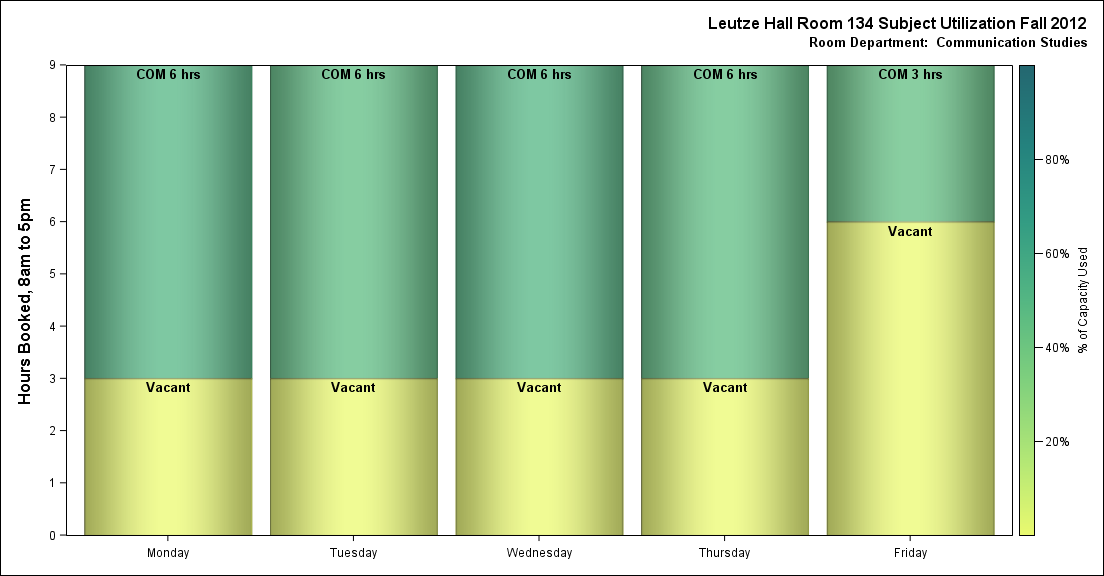 Leutze Hall Room 134 Subject Utilization Fall 2012
Room Department:  Communication Studies
Hours Booked, 8am to 5pm
9
8
7
6
5
4
3
2
1
0
COM 6 hrs
COM 6 hrs
COM 6 hrs
COM 6 hrs
COM 3 hrs
Vacant
Vacant
Vacant
Vacant
Vacant
Monday
Tuesday
Wednesday
Thursday
Friday
80%
60%
40%
20%
% of Capacity Used